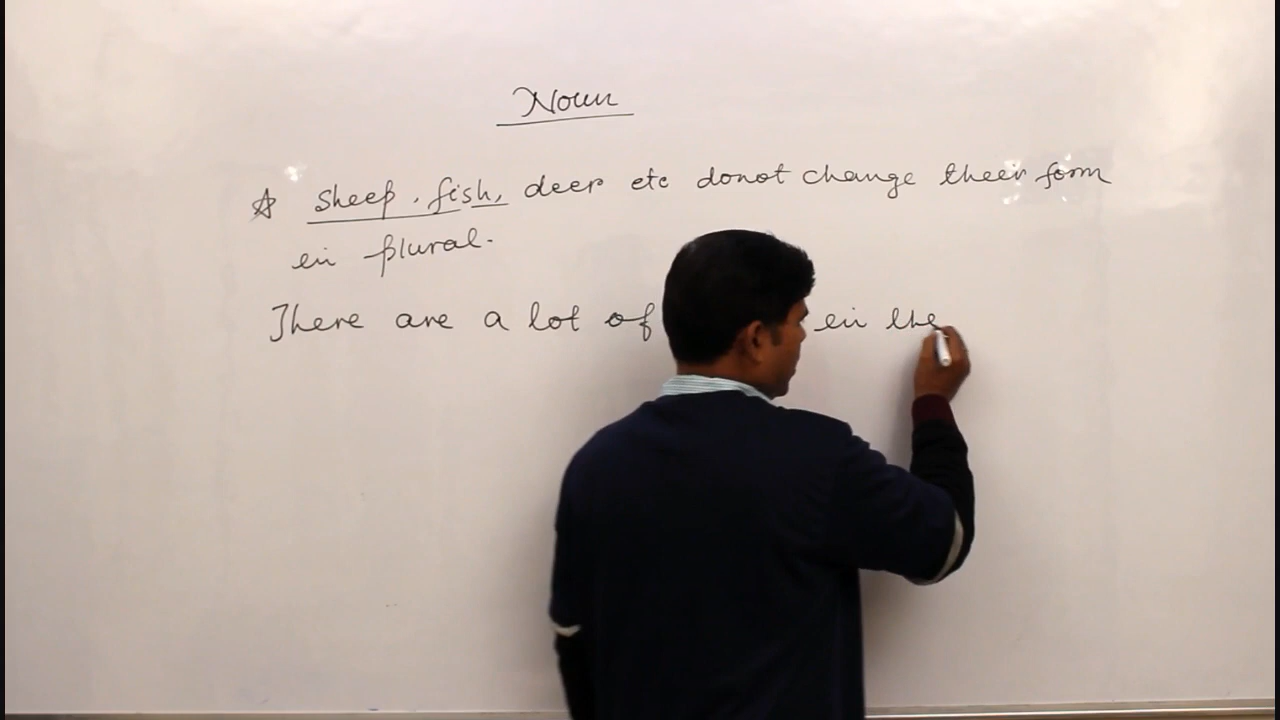 Noun
☆ Sheep, fish, deer etc donot change their form
in plural.
There are a lot of in the